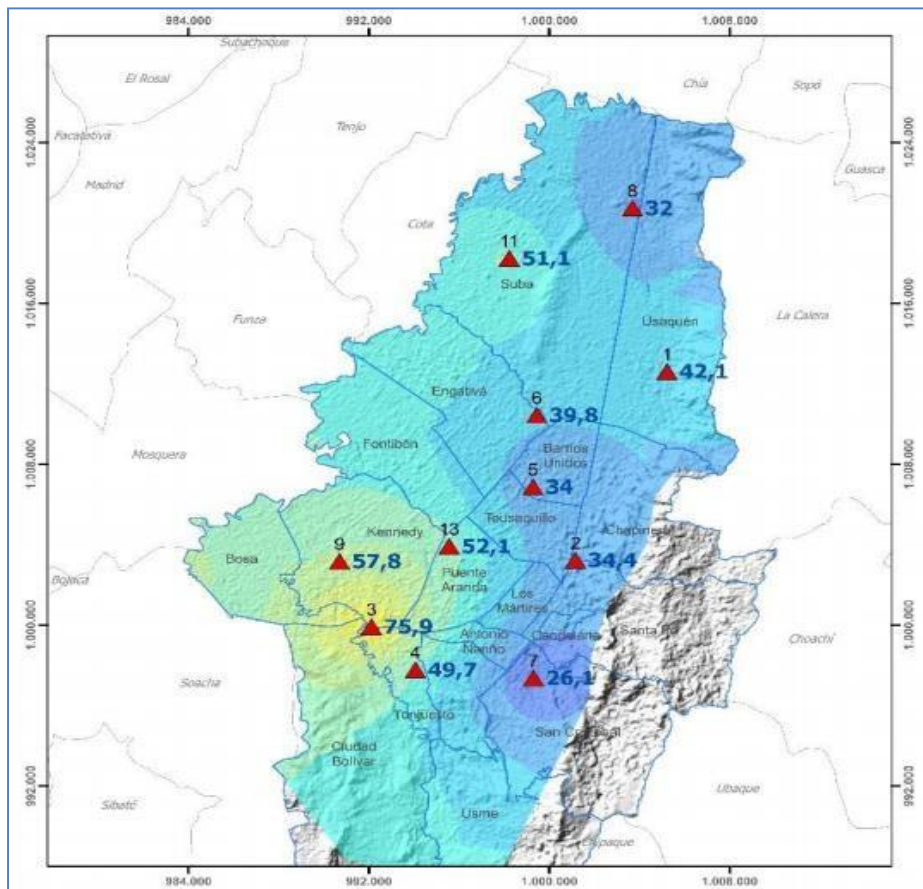 984.000 992.000 1.000.000 1.008.000
Subachoque
El Rosal
Chía
Sopó
Tenjo
1.024.000
1.024.000
Facatativa
Guasca
Madrid
8
32
Cota
11
51,1
Suba
1.016.000
1.016.000
Funza
Usaquén
La Calera
1
42,1
Engativá
6
39,8
Fontibón
Barrios
Unidos
Mosquera
1.008.000
1.008.000
5
34
Teusaquillo
Kennedy
Chapinero
13
52,1
2
34,4
9
57,8
Bosa
Puente
Aranda
Bojaca
Los
Mártires
3
75,9
1.000.000
1.000.000
Antonio
Nariño
Candelaria
Santa Fe
Choachí
4
49,7
7
26,1
Soacha
Tunjuelito
San Cristóbal
Ciudad
Bolívar
992.000
992.000
Ubaque
Sibaté
Usme
984.000 992.000 1.000.000 1.008.000